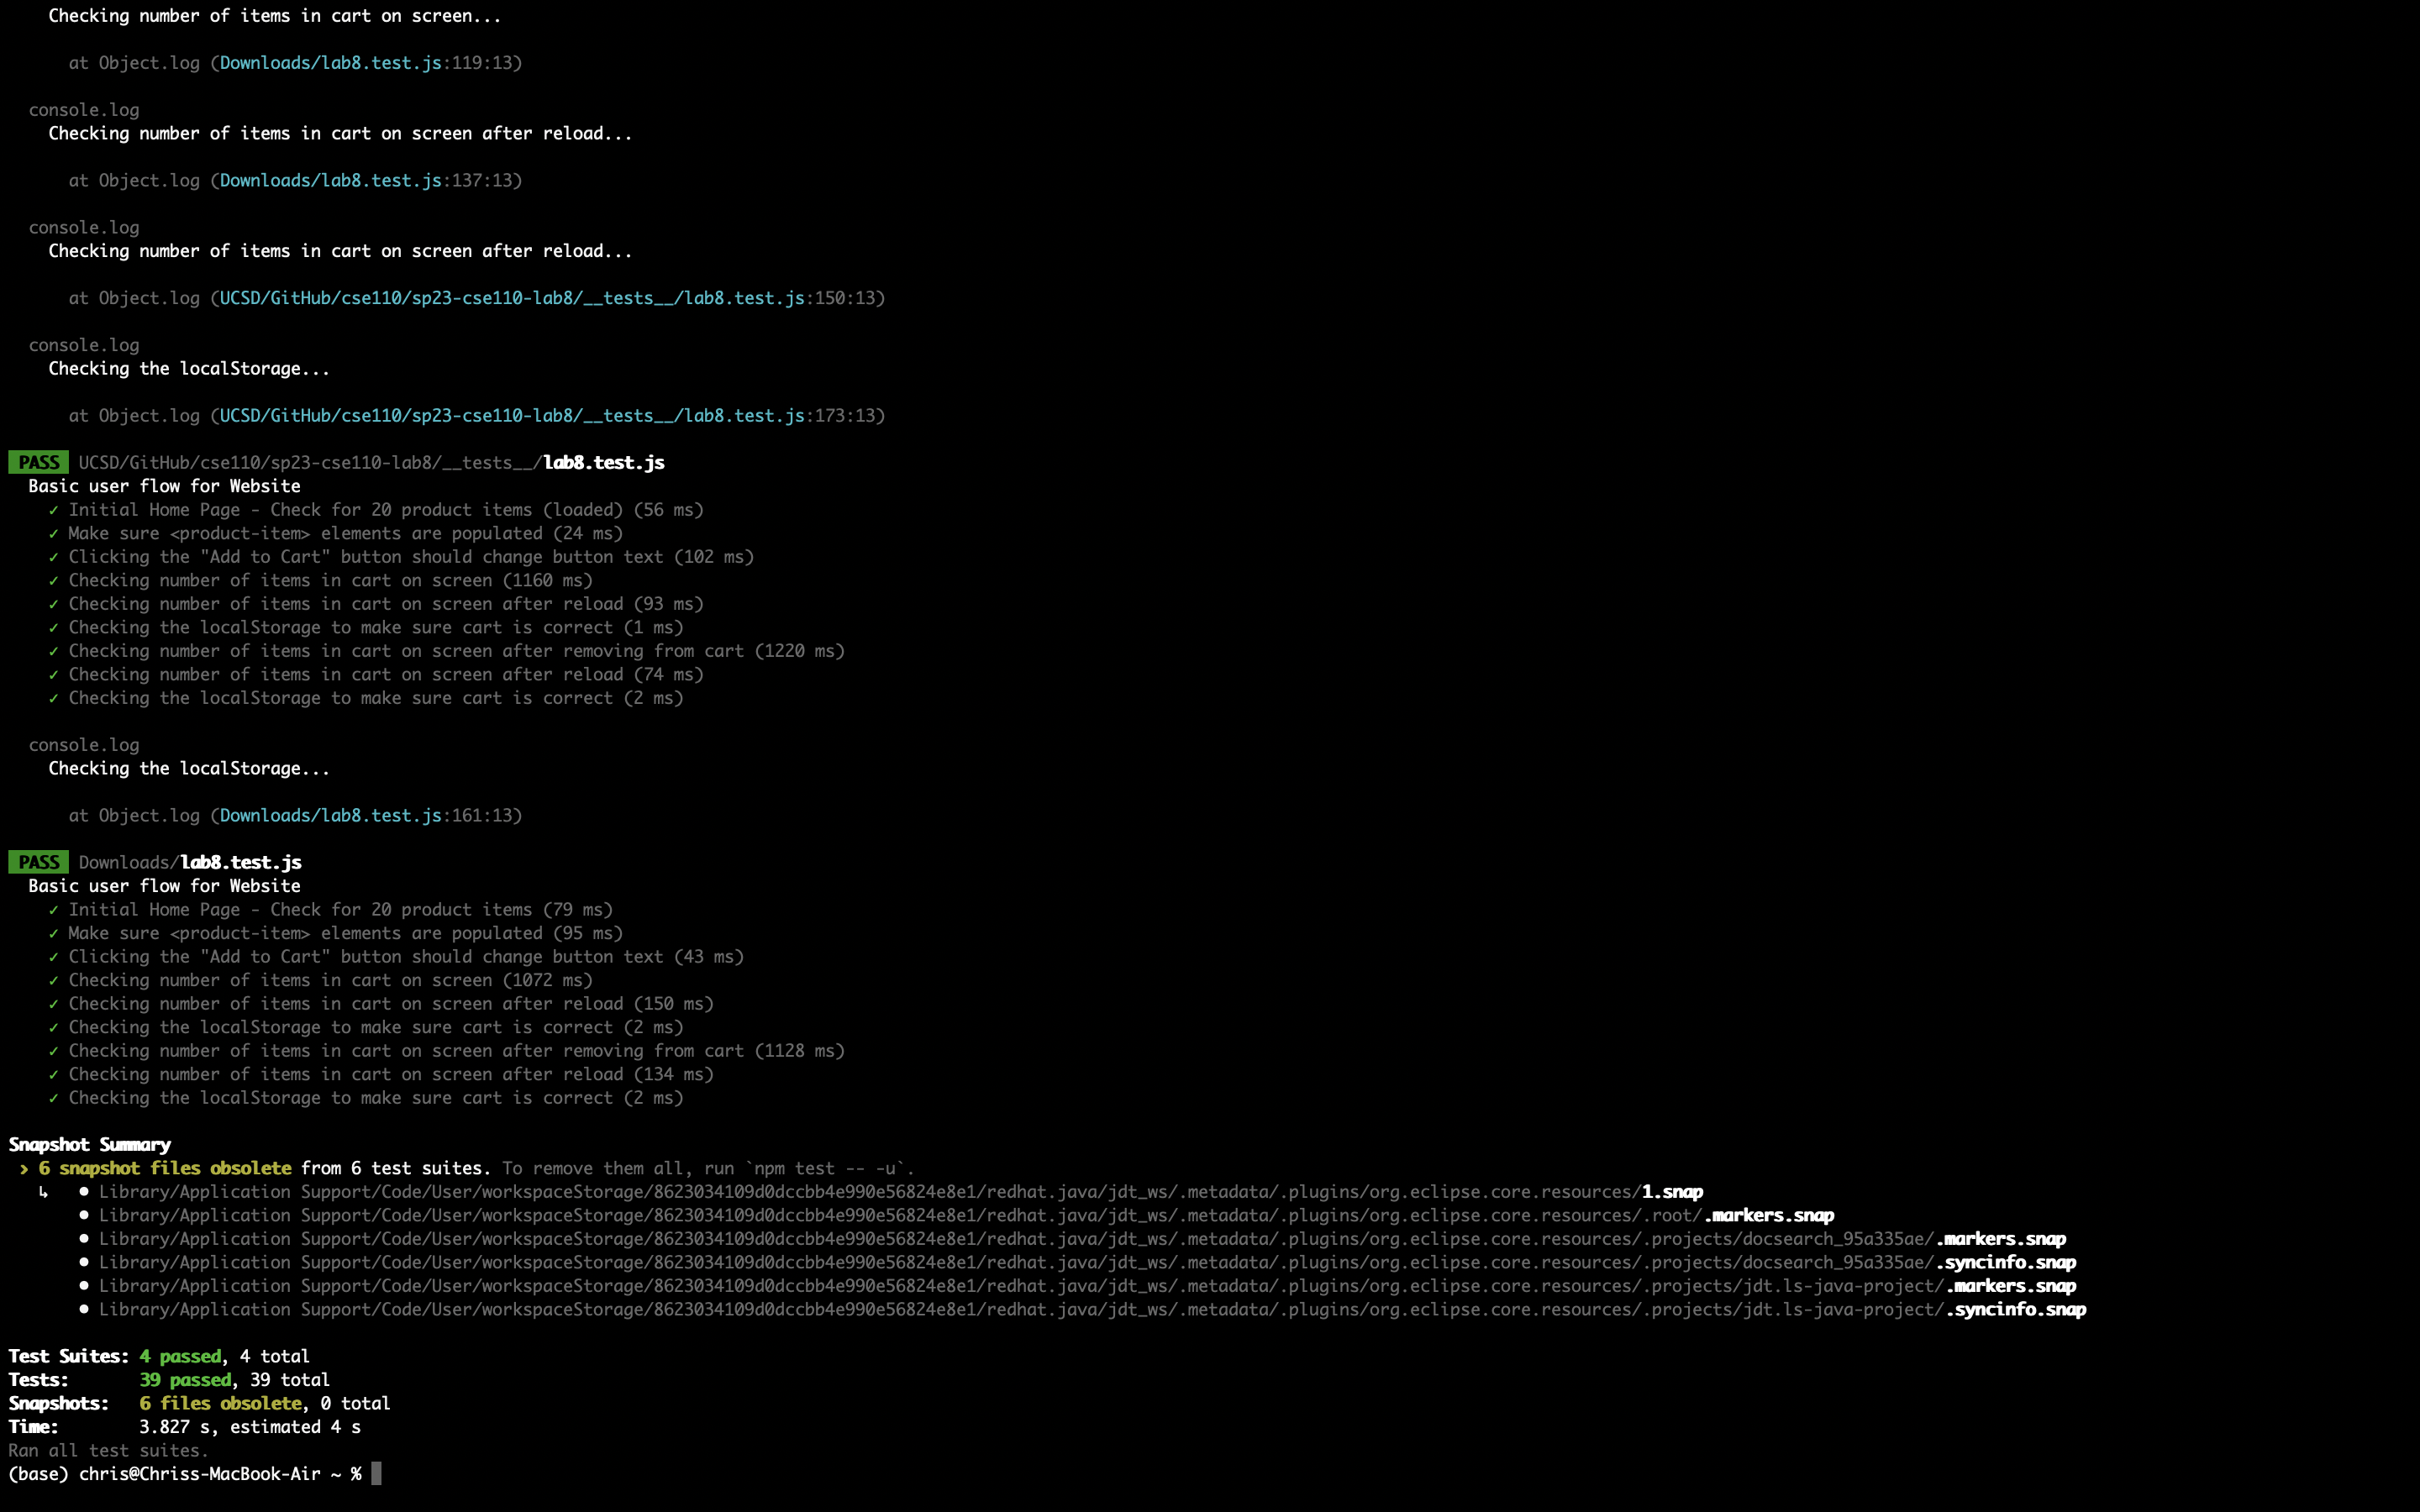 Checking number of items in cart on screen...
at Object.log (Downloads/lab8.test.js:119:13)
console.log
Checking number of items in cart on screen after reload...
at Object.log (Downloads/lab8.test.js:137:13)
console.log
Checking number of items in cart on screen after reload...
at Object.log (UCSD/GitHub/cse110/sp23-cse110-lab8/__tests__/lab8.test.js:150:13)
console.log
Checking the localStorage...
at Object.log (UCSD/GitHub/cse110/sp23-cse110-lab8/__tests__/lab8.test.js:173:13)
PASS UCSD/GitHub/cse110/sp23-cse110-lab8/__tests__/lab8.test.js
Basic user flow for Website
✓ Initial Home Page - Check for 20 product items (loaded) (56 ms)
✓ Make sure <product-item> elements are populated (24 ms)
✓ Clicking the "Add to Cart" button should change button text (102 ms)
✓ Checking number of items in cart on screen (1160 ms)
✓ Checking number of items in cart on screen after reload (93 ms)
✓ Checking the localStorage to make sure cart is correct (1 ms)
✓ Checking number of items in cart on screen after removing from cart (1220 ms)
✓ Checking number of items in cart on screen after reload (74 ms)
✓ Checking the localStorage to make sure cart is correct (2 ms)
console.log
Checking the localStorage...
at Object.log (Downloads/lab8.test.js:161:13)
PASS Downloads/lab8.test.js
Basic user flow for Website
✓ Initial Home Page - Check for 20 product items (79 ms)
✓ Make sure <product-item> elements are populated (95 ms)
✓ Clicking the "Add to Cart" button should change button text (43 ms)
✓ Checking number of items in cart on screen (1072 ms)
✓ Checking number of items in cart on screen after reload (150 ms)
✓ Checking the localStorage to make sure cart is correct (2 ms)
✓ Checking number of items in cart on screen after removing from cart (1128 ms)
✓ Checking number of items in cart on screen after reload (134 ms)
✓ Checking the localStorage to make sure cart is correct (2 ms)
Snapshot Summary
› 6 snapshot files obsolete from 6 test suites. To remove them all, run `npm test -- -u`.
↳ • Library/Application Support/Code/User/workspaceStorage/8623034109d0dccbb4e990e56824e8e1/redhat.java/jdt_ws/.metadata/.plugins/org.eclipse.core.resources/1.snap
• Library/Application Support/Code/User/workspaceStorage/8623034109d0dccbb4e990e56824e8e1/redhat.java/jdt_ws/.metadata/.plugins/org.eclipse.core.resources/.root/.markers.snap
• Library/Application Support/Code/User/workspaceStorage/8623034109d0dccbb4e990e56824e8e1/redhat.java/jdt_ws/.metadata/.plugins/org.eclipse.core.resources/.projects/docsearch_95a335ae/.markers.snap
• Library/Application Support/Code/User/workspaceStorage/8623034109d0dccbb4e990e56824e8e1/redhat.java/jdt_ws/.metadata/.plugins/org.eclipse.core.resources/.projects/docsearch_95a335ae/.syncinfo.snap
• Library/Application Support/Code/User/workspaceStorage/8623034109d0dccbb4e990e56824e8e1/redhat.java/jdt_ws/.metadata/.plugins/org.eclipse.core.resources/.projects/jdt.ls-java-project/.markers.snap
• Library/Application Support/Code/User/workspaceStorage/8623034109d0dccbb4e990e56824e8e1/redhat.java/jdt_ws/.metadata/.plugins/org.eclipse.core.resources/.projects/jdt.ls-java-project/.syncinfo.snap
Test Suites: 4 passed, 4 total
Tests: 39 passed, 39 total
Snapshots: 6 files obsolete, 0 total
Time: 3.827 s, estimated 4 s
Ran all test suites.
(base) chris@Chriss-MacBook-Air ~ %